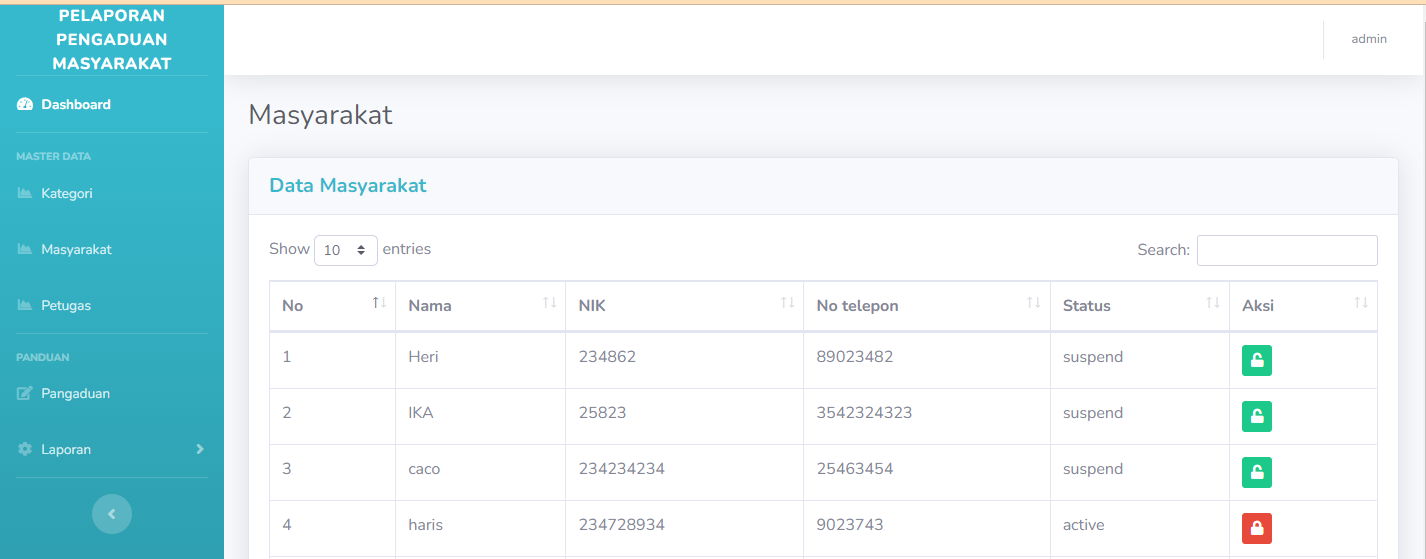 PELAPORAN
PENGADUAN
MASYARAKAT
Dashboard
MASTER DATA
Kategori
Masyarakat
Petugas
PANDUAN
Pangaduan
Laporan
admin
Masyarakat
Data Masyarakat
Show 10 entries Search:
No Nama NIK No telepon Status Aksi
1 Heri 234862 89023482 suspend
2 IKA 25823 3542324323 suspend
3 caco 234234234 25463454 suspend
4 haris 234728934 9023743 active